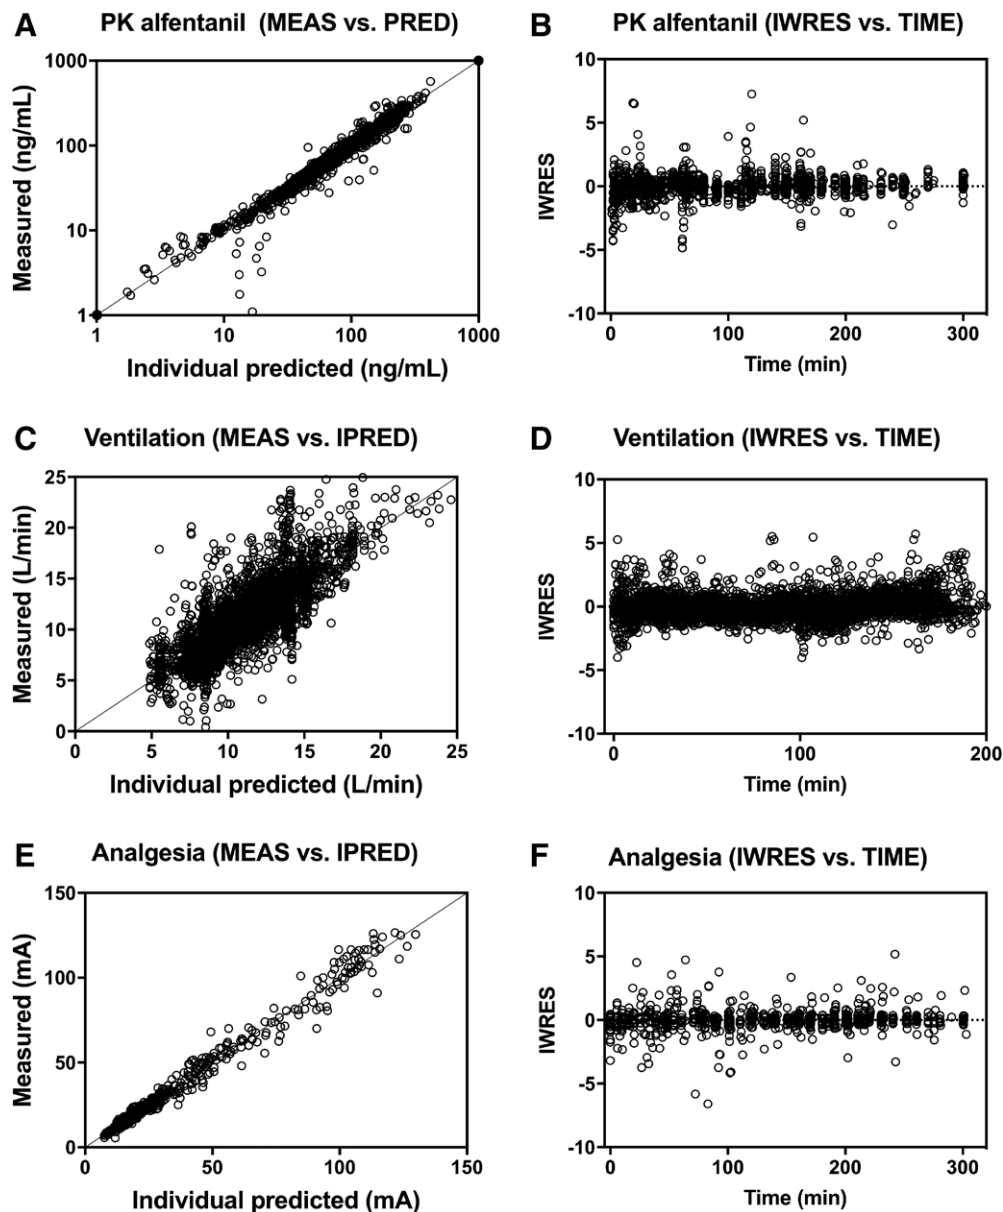 A PK alfentanil (MEAS vs. PRED)
Measured (ng/mL)
1000
100
10
1
1 10 100 1000
Individual predicted (ng/mL)
B PK alfentanil (IWRES vs. TIME)
IWRES
10
5
0
-5
-10
0 100 200 300
Time (min)
C Ventilation (MEAS vs. IPRED)
Measured (L/min)
25
20
15
10
5
0
0 5 10 15 20 25
Individual predicted (L/min)
D Ventilation (IWRES vs. TIME)
IWRES
10
5
0
-5
-10
0 100 200
Time (min)
E Analgesia (MEAS vs. IPRED)
Measured (mA)
150
100
50
0
0 50 100 150
Individual predicted (mA)
F Analgesia (IWRES vs. TIME)
IWRES
10
5
0
-5
-10
0 100 200 300
Time (min)